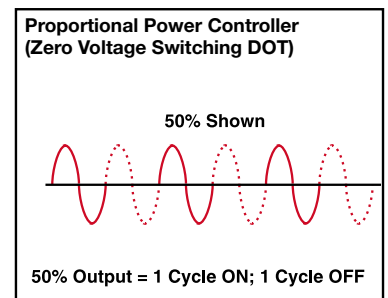 Proportional Power Controller
(Zero Voltage Switching DOT)
50% Shown
50% Output = 1 Cycle ON; 1 Cycle OFF